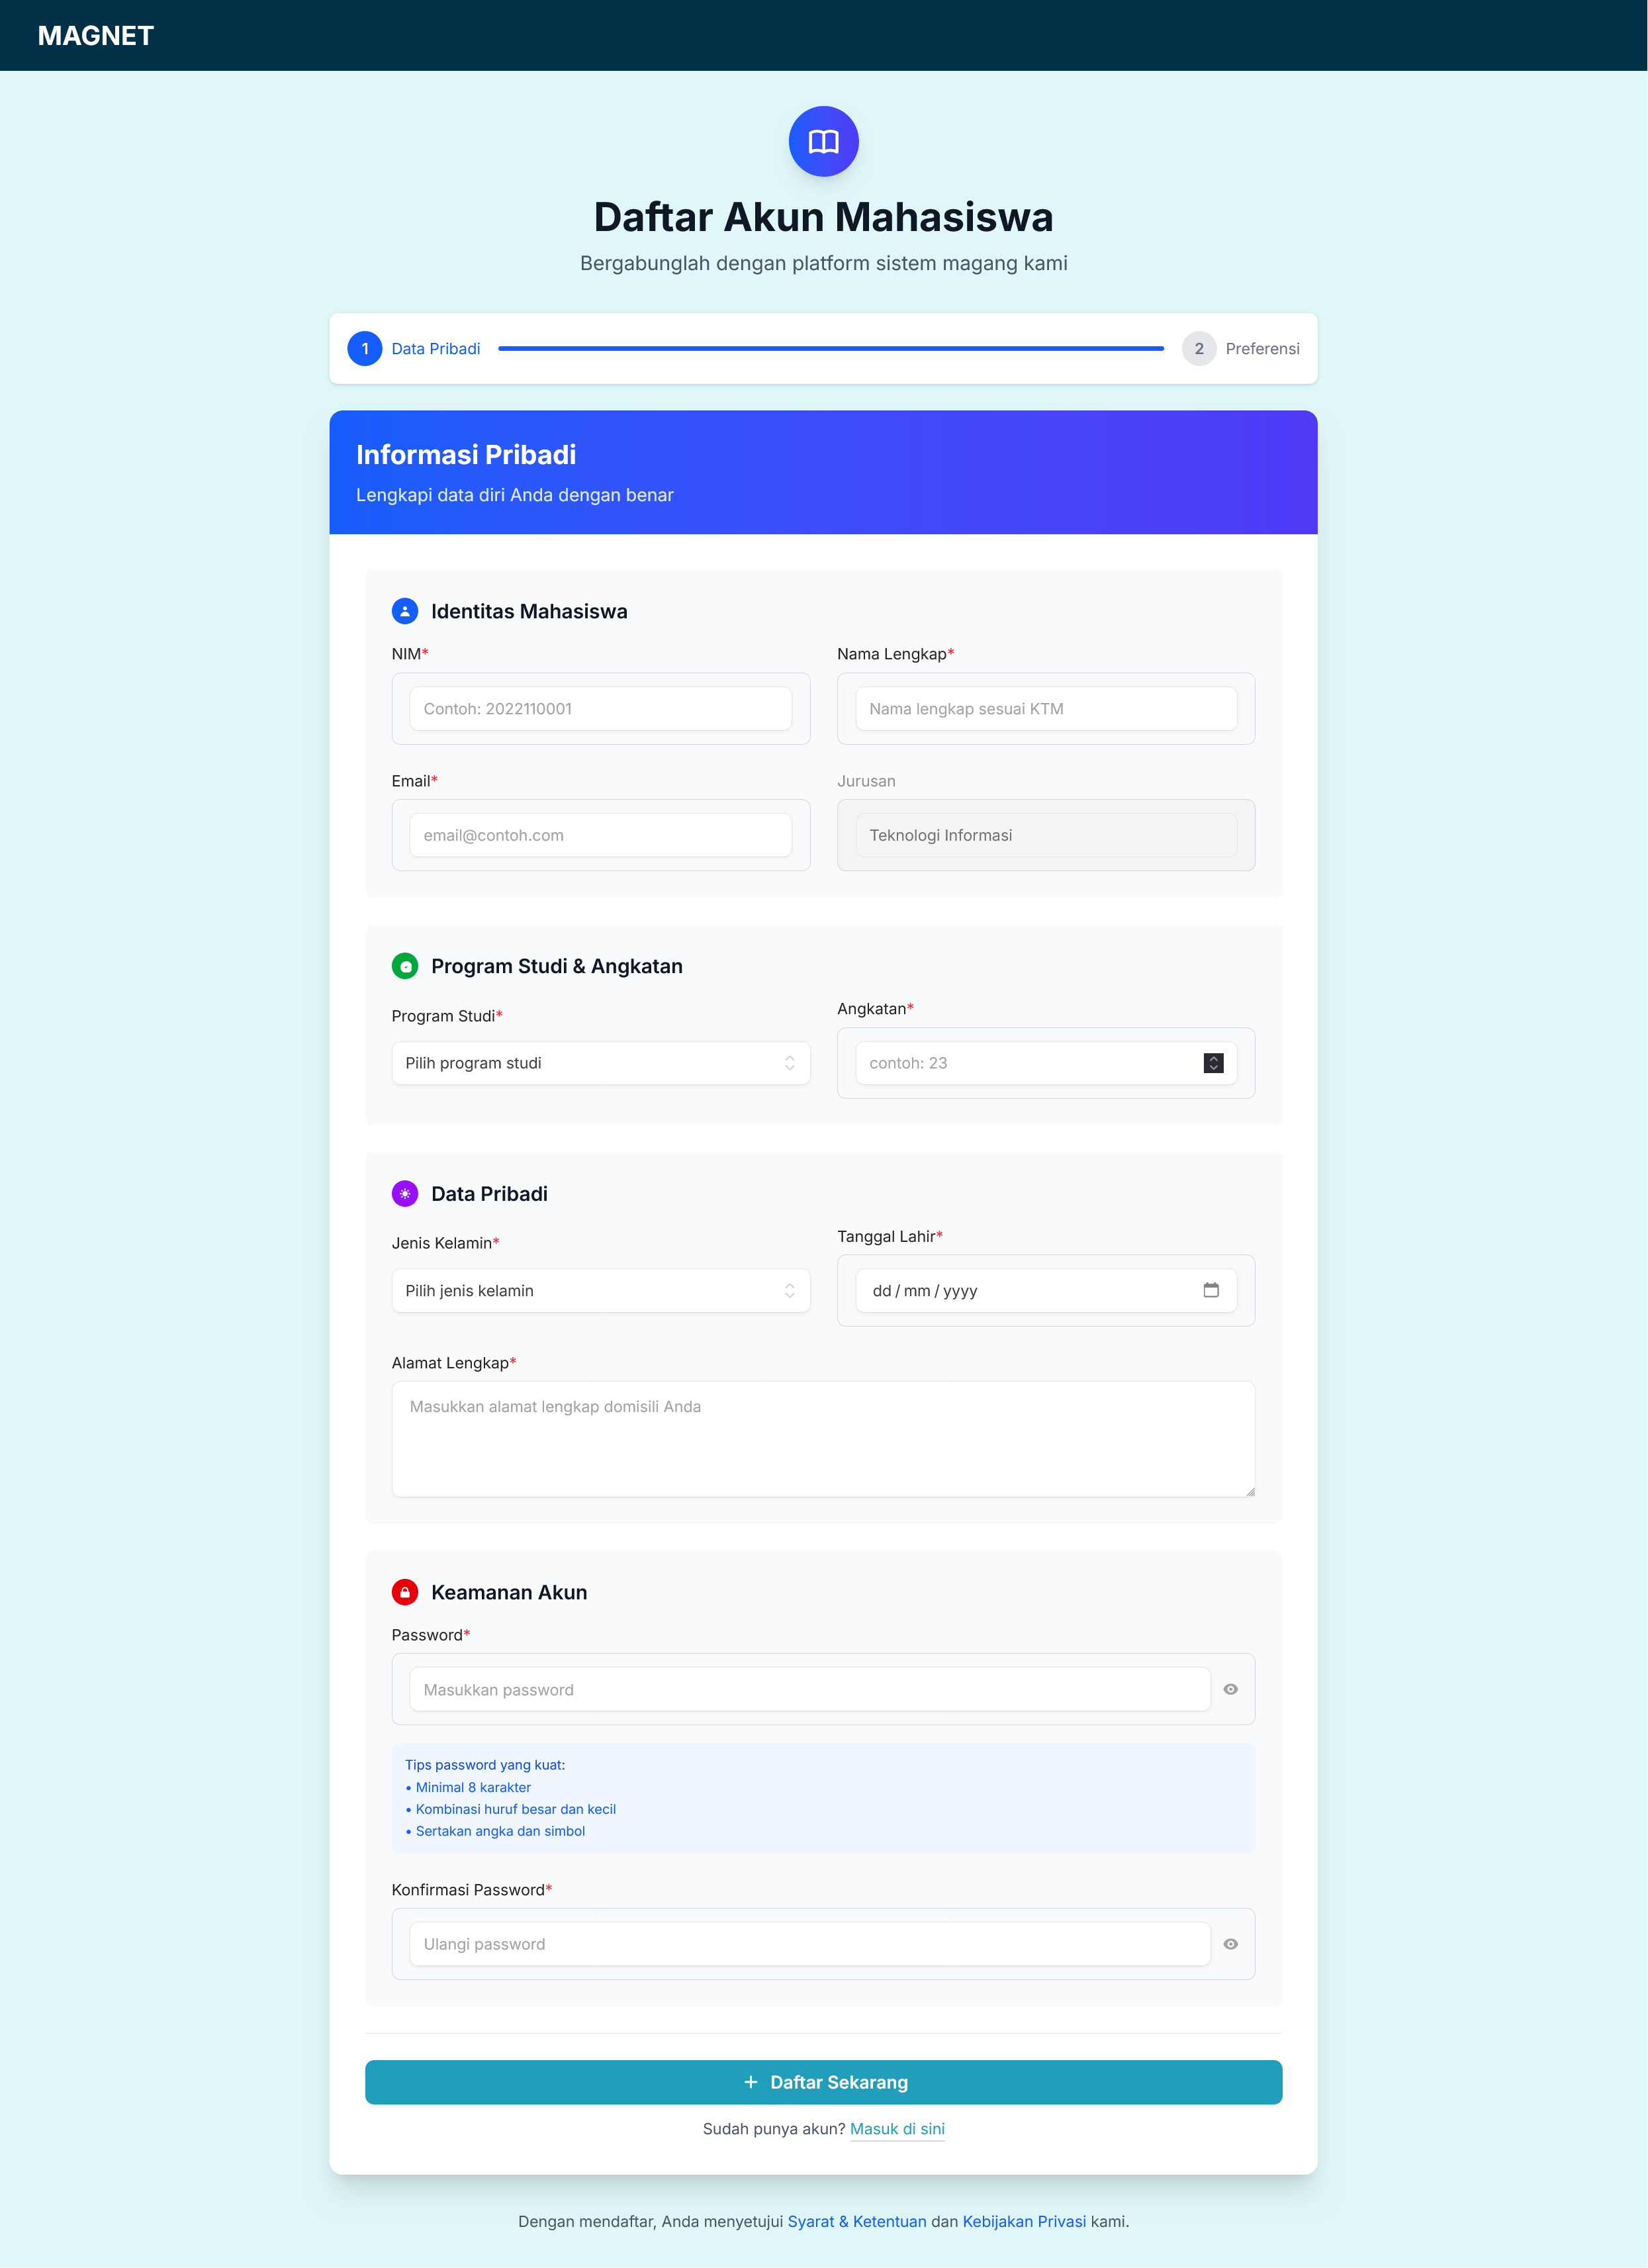 MAGNET
Daftar Akun Mahasiswa
Bergabunglah dengan platform sistem magang kami
1 Data Pribadi
2 Preferensi
Informasi Pribadi
Lengkapi data diri Anda dengan benar
Identitas Mahasiswa
NIM*
Contoh: 2022110001
Nama Lengkap*
Nama lengkap sesuai KTM
Email*
email@contoh.com
Jurusan
Teknologi Informasi
Program Studi & Angkatan
Program Studi*
Pilih program studi
Angkatan*
contoh: 23
Data Pribadi
Jenis Kelamin*
Pilih jenis kelamin
Tanggal Lahir*
dd / mm / yyyy
Alamat Lengkap*
Masukkan alamat lengkap domisili Anda
Keamanan Akun
Password*
Masukkan password
Tips password yang kuat:
• Minimal 8 karakter
• Kombinasi huruf besar dan kecil
• Sertakan angka dan simbol
Konfirmasi Password*
Ulangi password
+ Daftar Sekarang
Sudah punya akun? Masuk di sini
Dengan mendaftar, Anda menyetujui Syarat & Ketentuan dan Kebijakan Privasi kami.